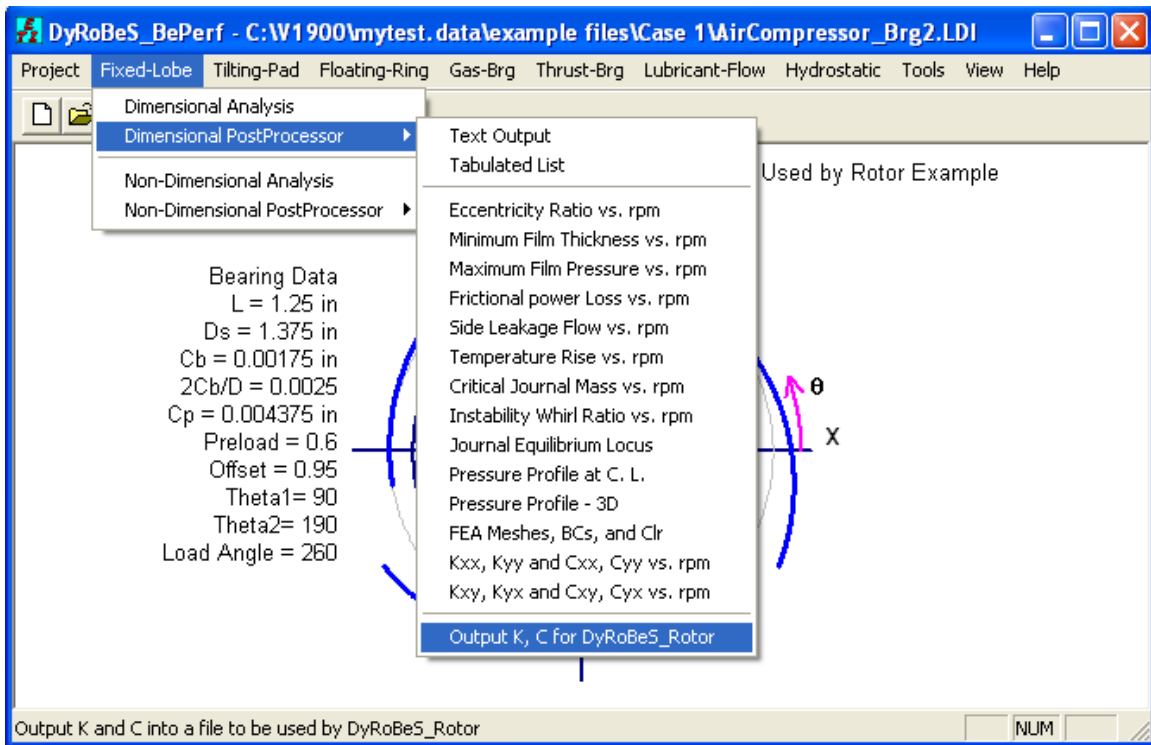 DyRoBeS_BePerf - C:\V1900\mytest.data\example files\Case 1\AirCompressor_Brg2.LDI
Project Fixed-Lobe Tilting-Pad Floating-Ring Gas-Brg Thrust-Brg Lubricant-Flow Hydrostatic Tools View Help
Dimensional Analysis
Dimensional PostProcessor
Non-Dimensional Analysis
Non-Dimensional PostProcessor
Text Output
Tabulated List
Eccentricity Ratio vs. rpm
Minimum Film Thickness vs. rpm
Maximum Film Pressure vs. rpm
Frictional power Loss vs. rpm
Side Leakage Flow vs. rpm
Temperature Rise vs. rpm
Critical Journal Mass vs. rpm
Instability Whirl Ratio vs. rpm
Journal Equilibrium Locus
Pressure Profile at C. L.
Pressure Profile - 3D
FEA Meshes, BCs, and Clr
Kxx, Kyy and Cxx, Cyy vs. rpm
Kxy, Kyx and Cxy, Cyx vs. rpm
Output K, C for DyRoBeS_Rotor
Used by Rotor Example
Bearing Data
L = 1.25 in
Ds = 1.375 in
Cb = 0.00175 in
2Cb/D = 0.0025
Cp = 0.004375 in
Preload = 0.6
Offset = 0.95
Theta1= 90
Theta2= 190
Load Angle = 260
θ
X
Output K and C into a file to be used by DyRoBeS_Rotor
NUM